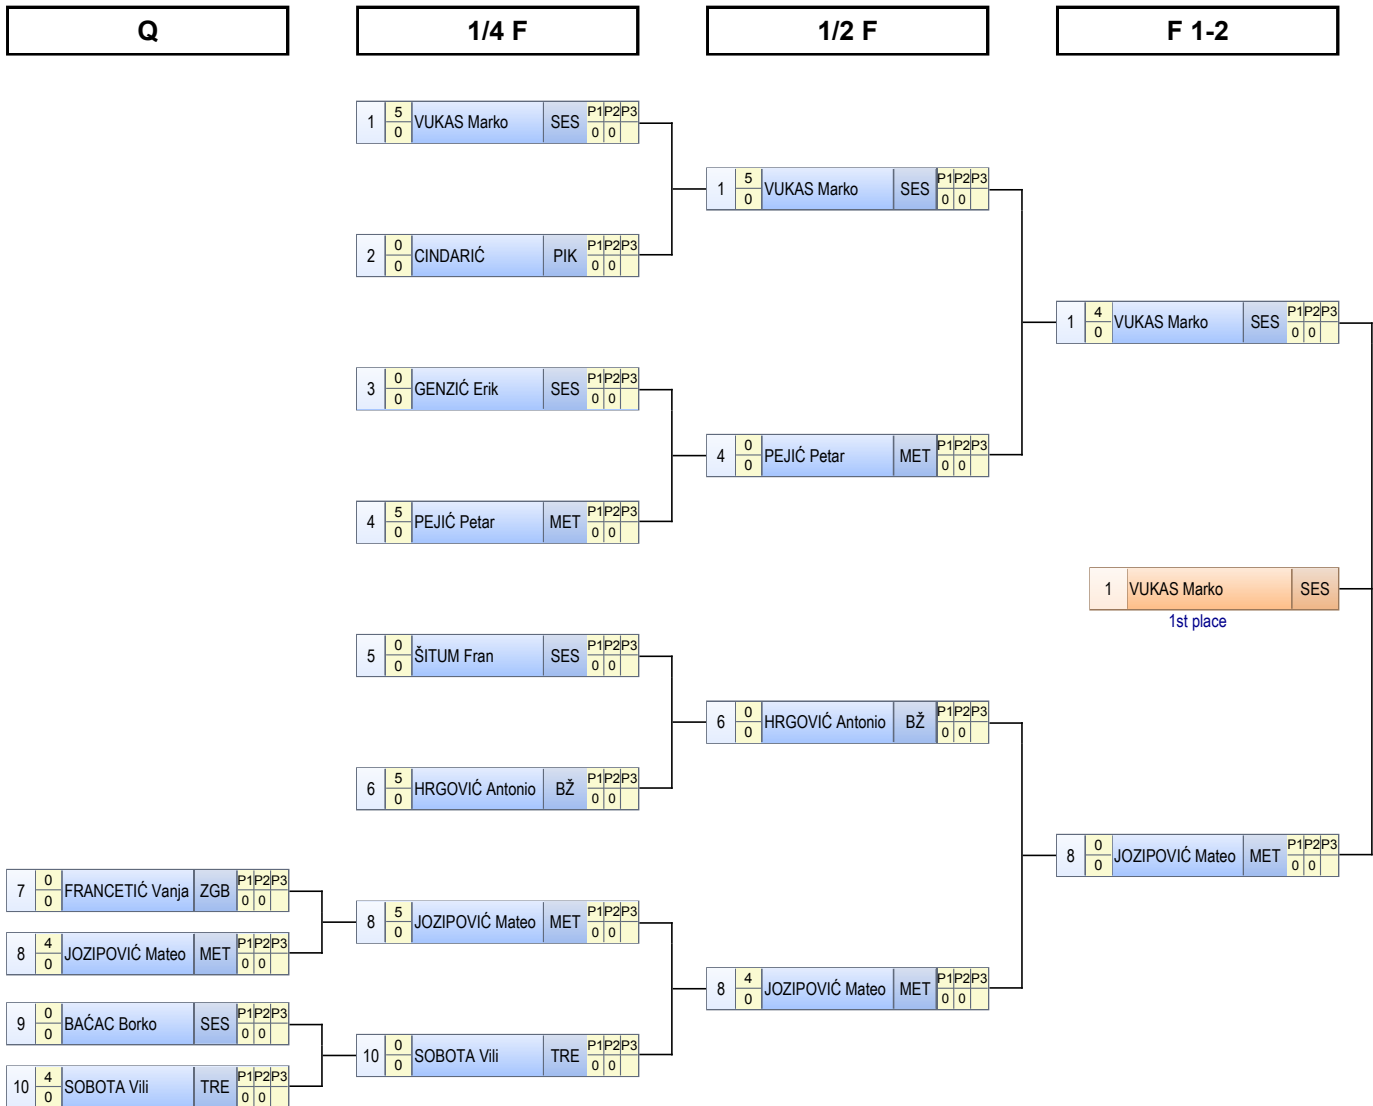 Q
1/4 F
1/2 F
F 1-2
1 5 VUKAS Marko SES P1 P2 P3
0 0 0
2 0 CINDARIĆ PIK P1 P2 P3
0 0 0
3 0 GENZIĆ Erik SES P1 P2 P3
0 0 0
4 5 PEJIĆ Petar MET P1 P2 P3
0 0 0
5 0 ŠITUM Fran SES P1 P2 P3
0 0 0
6 5 HRGOVIĆ Antonio BŽ P1 P2 P3
0 0 0
7 0 FRANCETIĆ Vanja ZGB P1 P2 P3
0 0 0
8 4 JOZIPOVIĆ Mateo MET P1 P2 P3
0 0 0
9 0 BAĆAC Borko SES P1 P2 P3
0 0 0
10 4 SOBOTA Vili TRE P1 P2 P3
0 0 0
8 5 JOZIPOVIĆ Mateo MET P1 P2 P3
0 0 0
10 0 SOBOTA Vili TRE P1 P2 P3
0 0 0
1 5 VUKAS Marko SES P1 P2 P3
0 0 0
4 0 PEJIĆ Petar MET P1 P2 P3
0 0 0
6 0 HRGOVIĆ Antonio BŽ P1 P2 P3
0 0 0
8 4 JOZIPOVIĆ Mateo MET P1 P2 P3
0 0 0
1 4 VUKAS Marko SES P1 P2 P3
0 0 0
8 0 JOZIPOVIĆ Mateo MET P1 P2 P3
0 0 0
1 VUKAS Marko SES
1st place